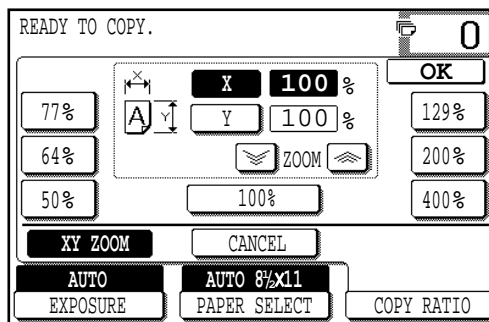 READY TO COPY.
0
OK
X 100 %
A Y
Y 100 %
77% 129%
64% ZOOM 200%
50% 100% 400%
XY ZOOM CANCEL
AUTO AUTO 8½X11
EXPOSURE PAPER SELECT COPY RATIO